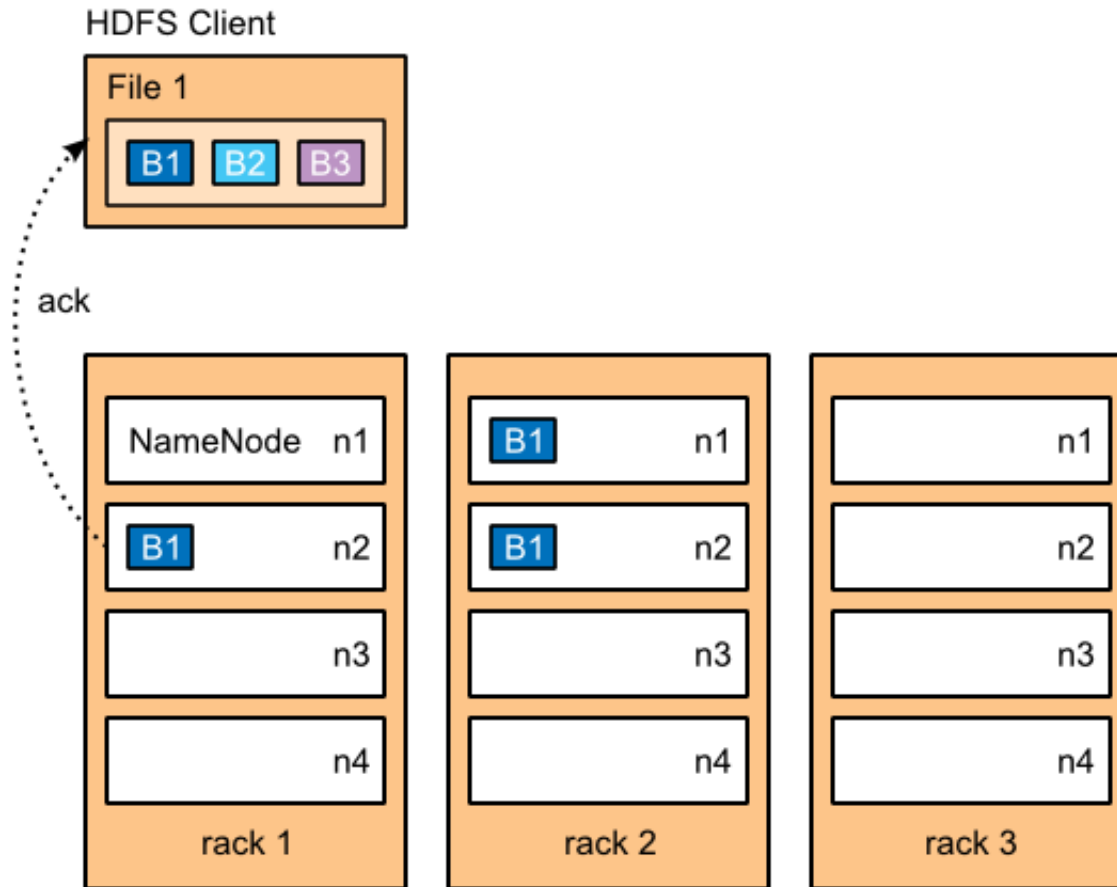 HDFS Client
File 1
B1 B2 B3
ack
NameNode n1
B1 n2
n3
n4
rack 1
B1 n1
B1 n2
n3
n4
rack 2
n1
n2
n3
n4
rack 3